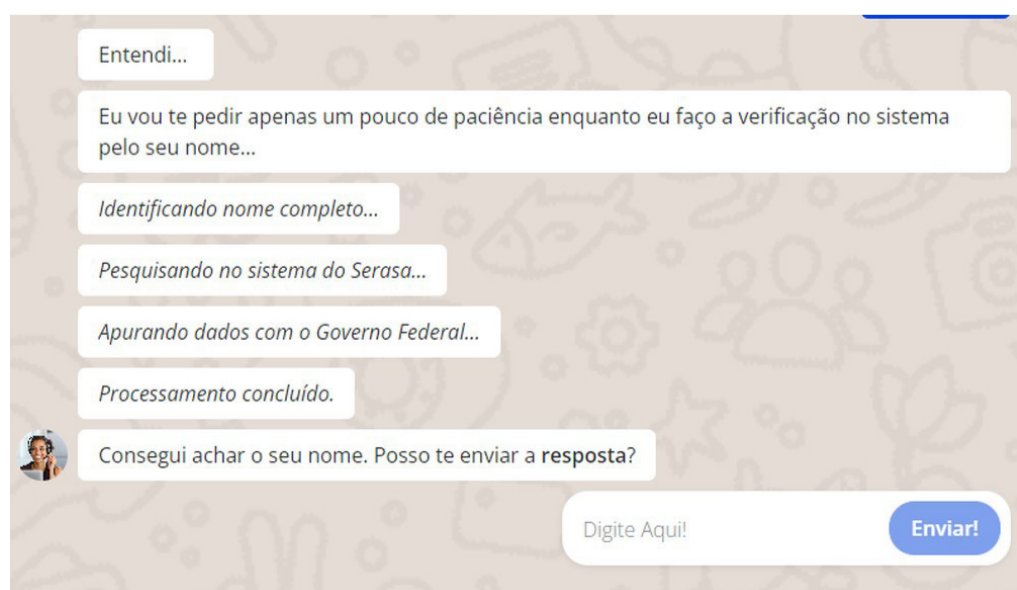 Entendi...
Eu vou te pedir apenas um pouco de paciência enquanto eu faço a verificação no sistema
pelo seu nome...
Identificando nome completo...
Pesquisando no sistema do Serasa...
Apurando dados com o Governo Federal...
Processamento concluído.
Consegui achar o seu nome. Posso te enviar a resposta?
Digite Aqui!
Enviar!